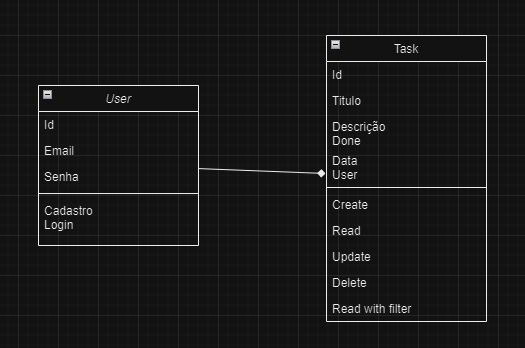 User
Id
Email
Senha
Cadastro
Login
Task
Id
Titulo
Descrição
Done
Data
User
Create
Read
Update
Delete
Read with filter